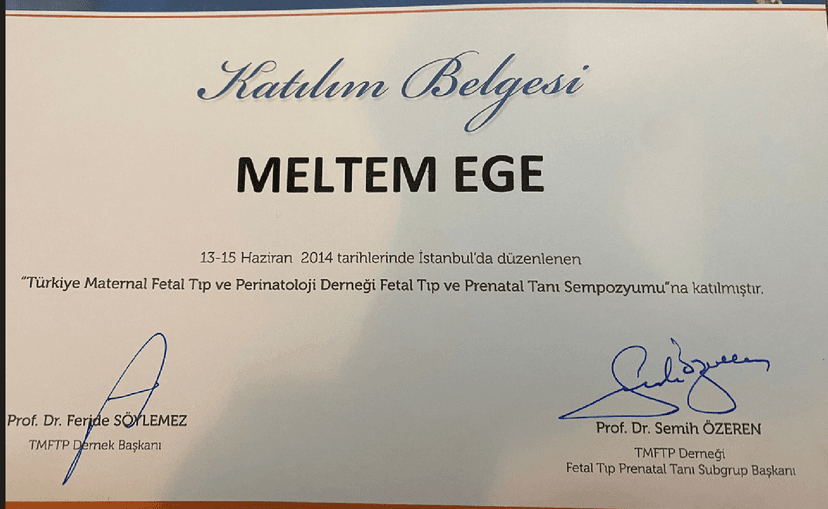 Katılım Belgesi
MELTEM EGE
13-15 Haziran 2014 tarihlerinde İstanbul'da düzenlenen
"Türkiye Maternal Fetal Tıp ve Perinatoloji Derneği Fetal Tıp ve Prenatal Tanı Sempozyumu"na katılmıştır.
Prof. Dr. Feride SÖYLEMEZ
TMFTP Dernek Başkanı
Prof. Dr. Semih ÖZEREN
TMFTP Derneği
Fetal Tıp Prenatal Tanı Subgrup Başkanı